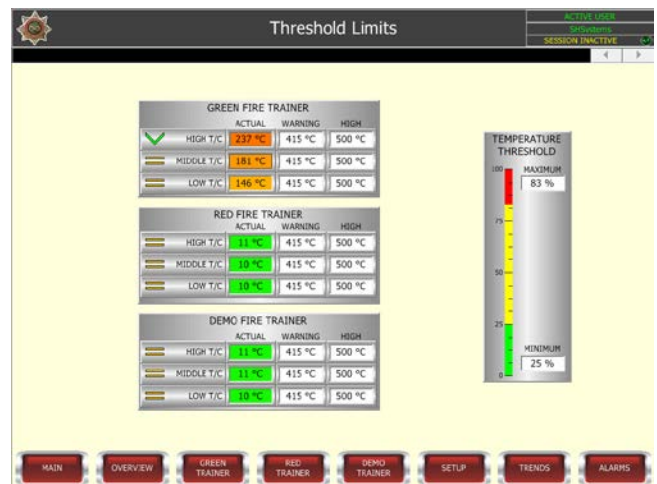 Threshold Limits
ACTIVE USER
SHSystems
SESSION INACTIVE
GREEN FIRE TRAINER
ACTUAL WARNING HIGH
HIGH T/C 237 °C 415 °C 500 °C
MIDDLE T/C 181 °C 415 °C 500 °C
LOW T/C 146 °C 415 °C 500 °C
RED FIRE TRAINER
ACTUAL WARNING HIGH
HIGH T/C 11 °C 415 °C 500 °C
MIDDLE T/C 10 °C 415 °C 500 °C
LOW T/C 10 °C 415 °C 500 °C
DEMO FIRE TRAINER
ACTUAL WARNING HIGH
HIGH T/C 11 °C 415 °C 500 °C
MIDDLE T/C 11 °C 415 °C 500 °C
LOW T/C 10 °C 415 °C 500 °C
TEMPERATURE
THRESHOLD
100 MAXIMUM
83 %
75
50
25
MINIMUM
25 %
0
MAIN OVERVIEW GREEN TRAINER RED TRAINER DEMO TRAINER SETUP TRENDS ALARMS